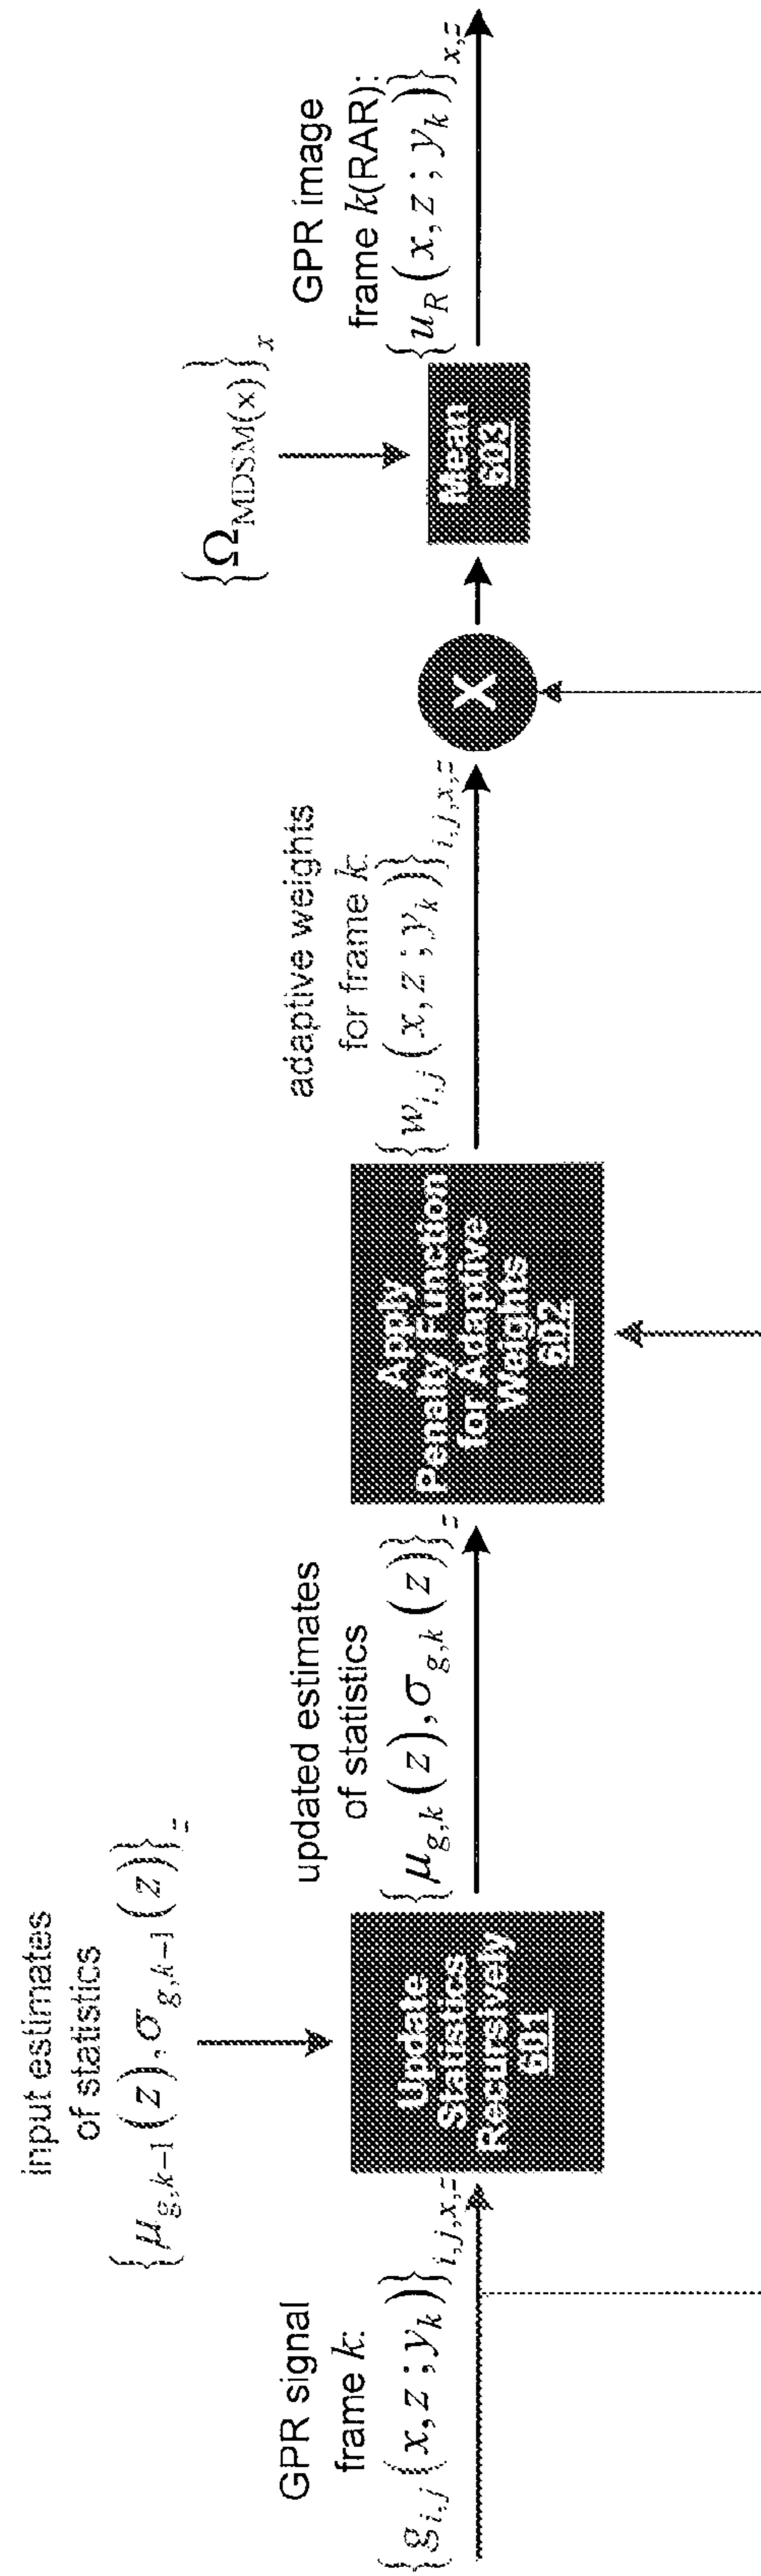 input estimates
of statistics
{μ_{g,k−1}(z),σ_{g,k−1}(z)}_z
GPR signal
frame k:
{g_{i,j}(x,z;y_k)}_{i,j,x,z}
Update
Statistics
Recursively
601
updated estimates
of statistics
{μ_{g,k}(z),σ_{g,k}(z)}_z
Apply
Penalty Function
for Adaptive
Weights
602
adaptive weights
for frame k:
{w_{i,j}(x,z;y_k)}_{i,j,x,z}
X
{Ω_{MDSM(x)}}_x
Mean
603
GPR image
frame k(RAR):
{u_R(x,z;y_k)}_{x,z}